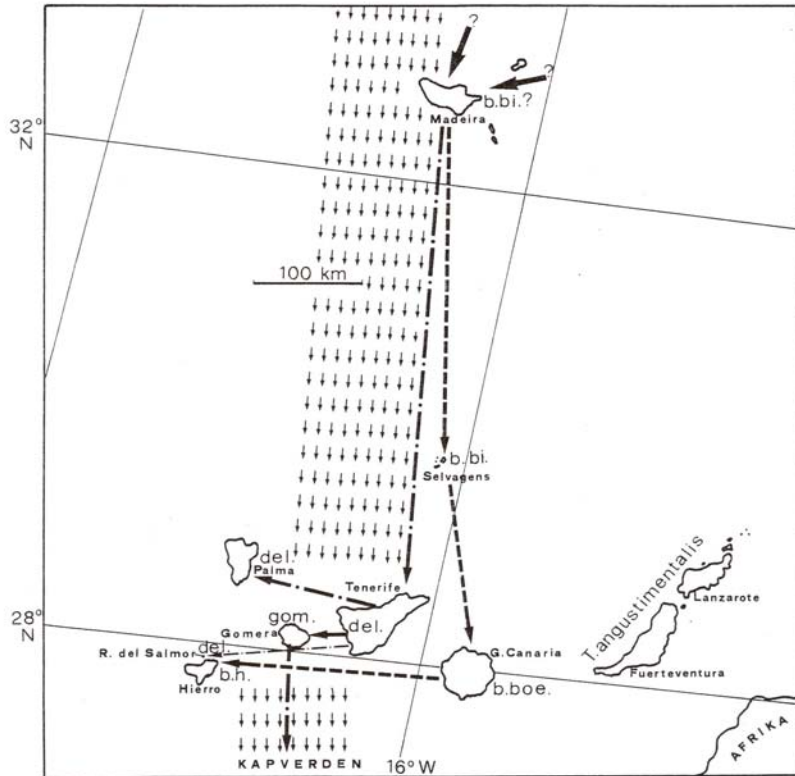 ?
?
b.bi.?
Madeira
32°
N
100 km
b.bi.
Selvagens
del.
Palma
Tenerife
T.angustimentalis
Lanzarote
28°
N
gom.
Gomera
del.
R. del Salmor
del.
G.Canaria
Fuerteventura
b.h.
Hierro
b.boe.
AFRIKA
KAPVERDEN
16°W